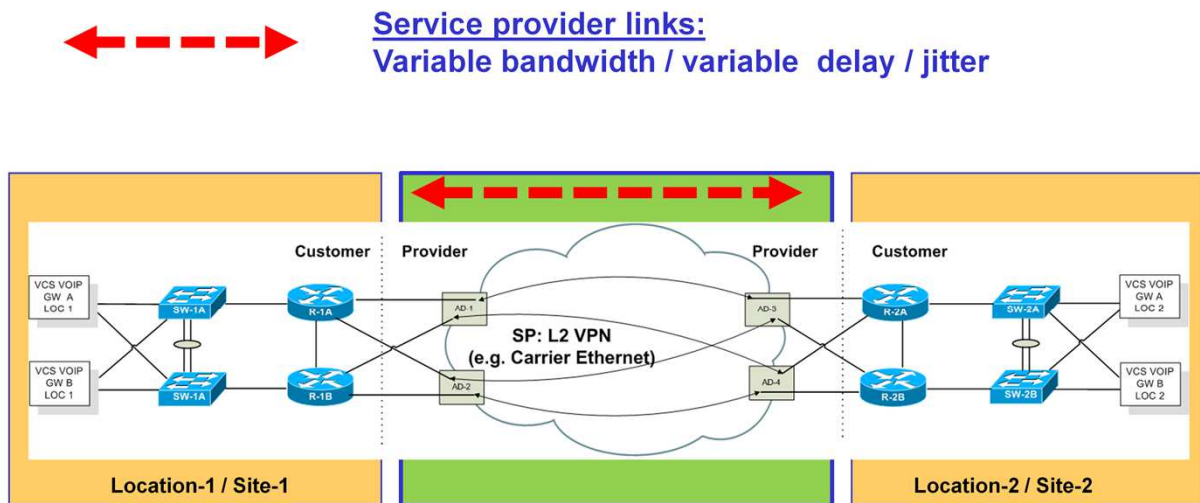 Service provider links:
Variable bandwidth / variable delay / jitter
Customer
Provider
Provider
Customer
VCS VOIP
GW A
LOC 1
SW-1A
R-1A
AD-1
AD-3
R-2A
SW-2A
VCS VOIP
GW A
LOC 2
SP: L2 VPN
(e.g. Carrier Ethernet)
VCS VOIP
GW B
LOC 1
SW-1A
R-1B
AD-2
AD-4
R-2B
SW-2B
VCS VOIP
GW B
LOC 2
Location-1 / Site-1
Location-2 / Site-2